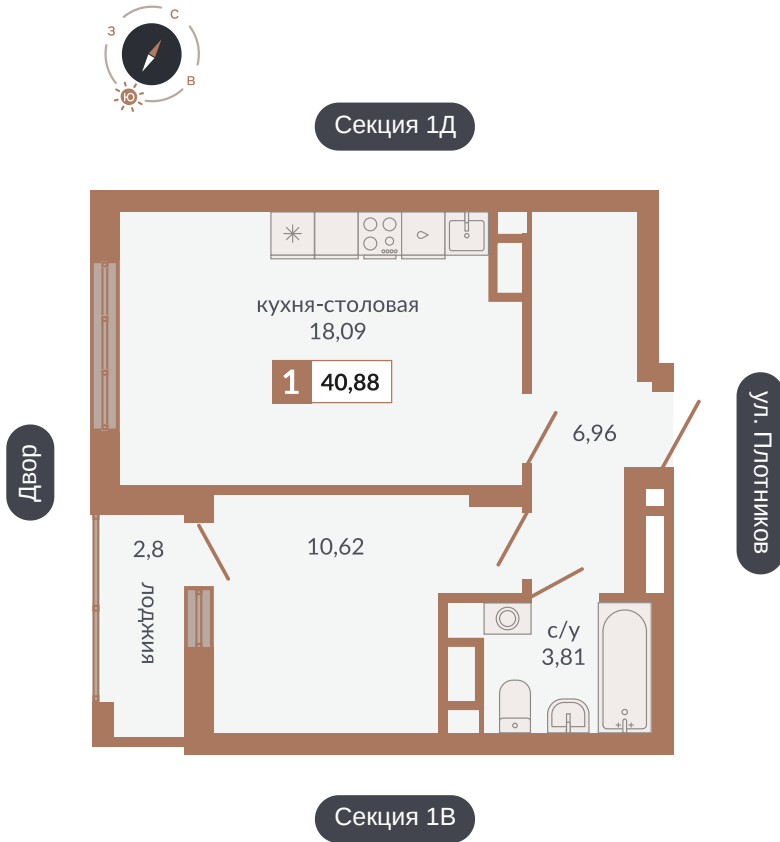 С
З
В
Ю
Секция 1Д
кухня-столовая
18,09
1 40,88
6,96
ул. Плотников
Двор
2,8
лоджия
10,62
с/у
3,81
Секция 1В